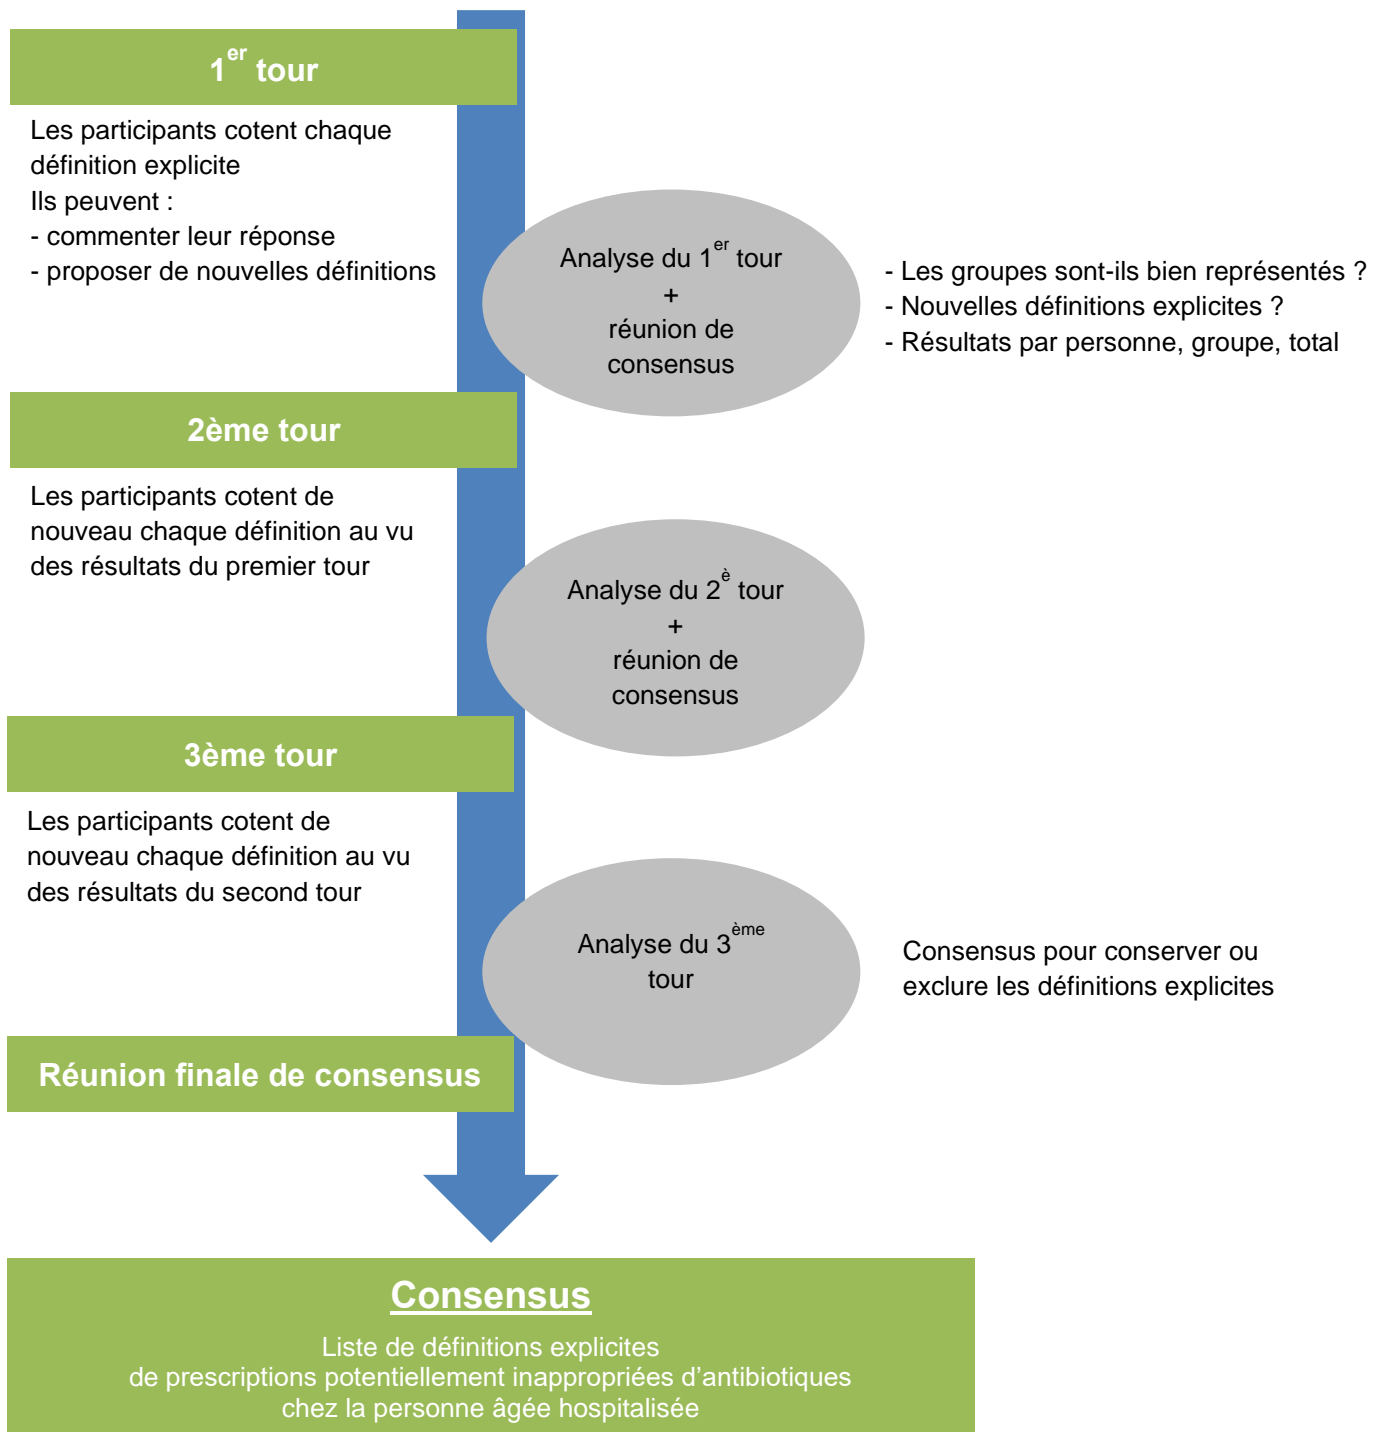 1er tour
Les participants cotent chaque
définition explicite
Ils peuvent :
- commenter leur réponse
- proposer de nouvelles définitions
Analyse du 1er tour
+
réunion de
consensus
- Les groupes sont-ils bien représentés ?
- Nouvelles définitions explicites ?
- Résultats par personne, groupe, total
2ème tour
Les participants cotent de
nouveau chaque définition au vu
des résultats du premier tour
Analyse du 2è tour
+
réunion de
consensus
3ème tour
Les participants cotent de
nouveau chaque définition au vu
des résultats du second tour
Analyse du 3ème
tour
Consensus pour conserver ou
exclure les définitions explicites
Réunion finale de consensus
Consensus
Liste de définitions explicites
de prescriptions potentiellement inappropriées d'antibiotiques
chez la personne âgée hospitalisée